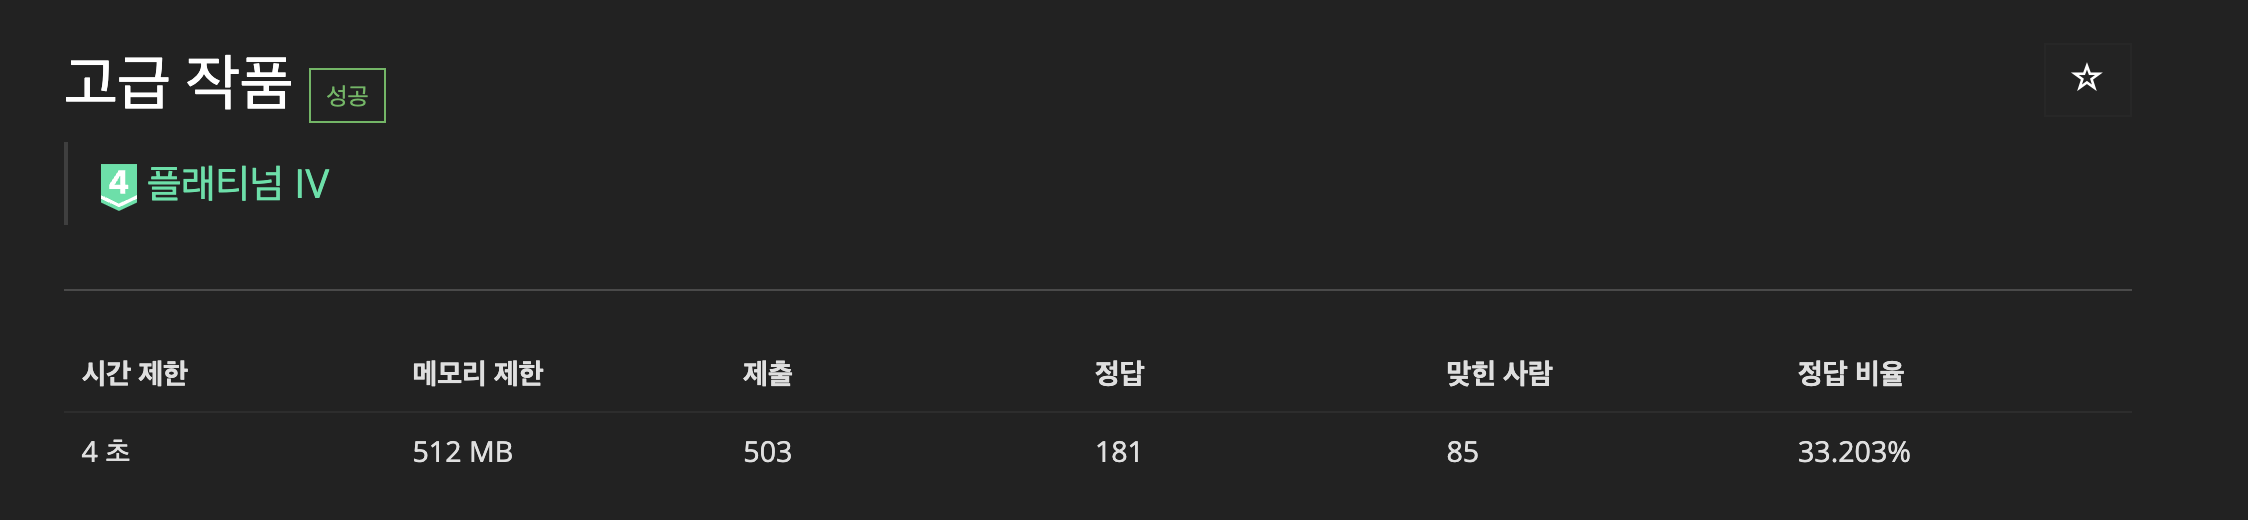 고급 작품 성공
4 플래티넘 IV
시간 제한 메모리 제한 제출 정답 맞힌 사람 정답 비율
4 초 512 MB 503 181 85 33.203%